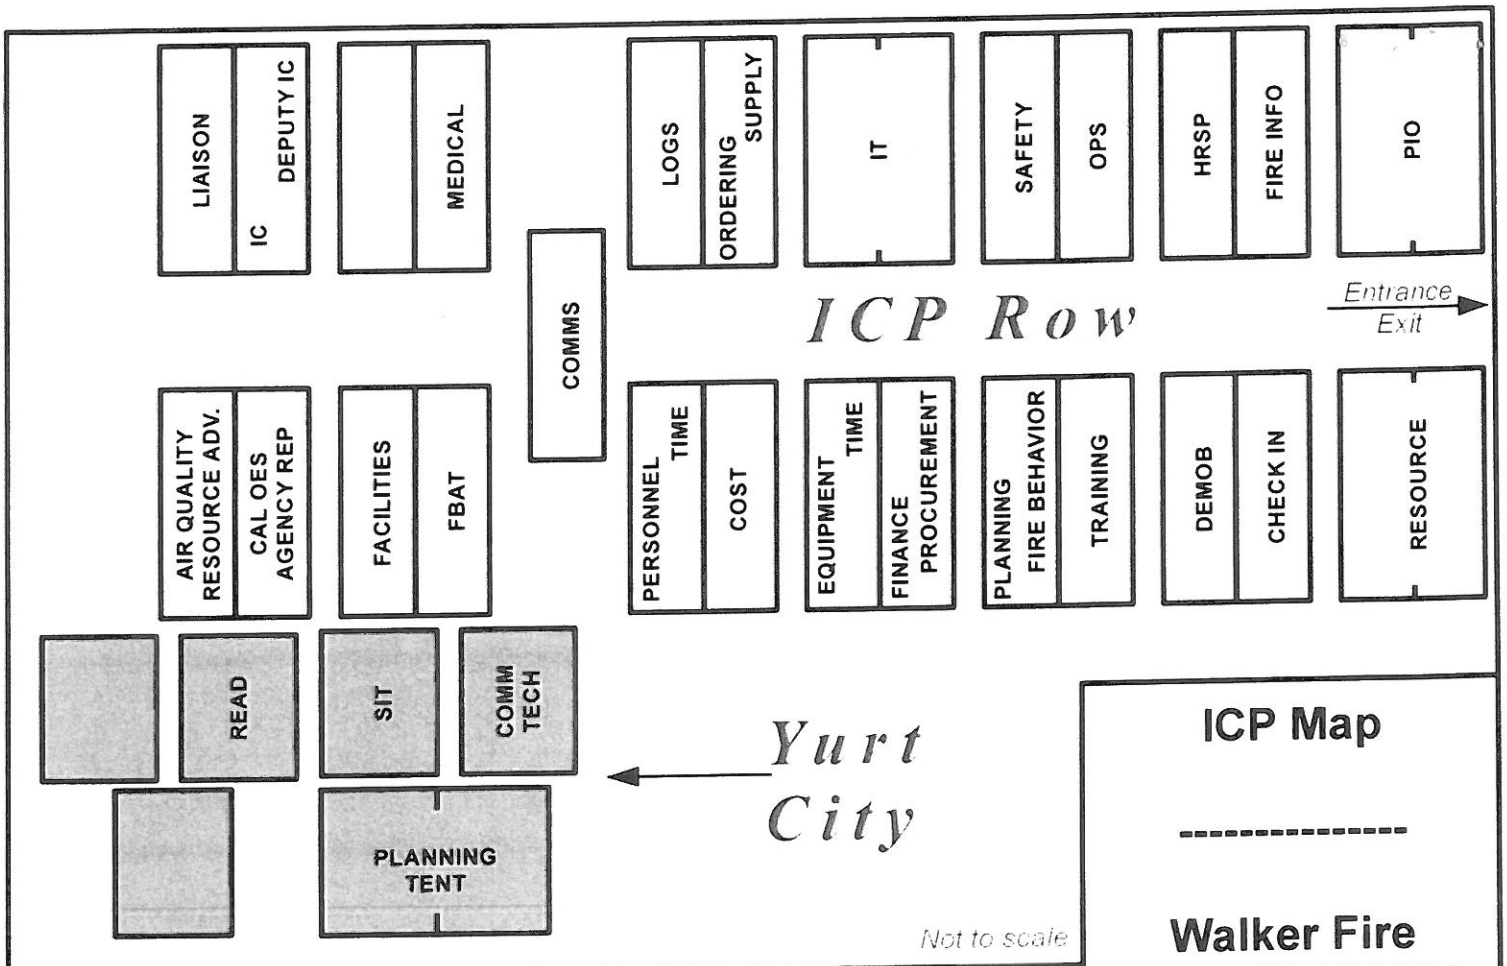 LIAISON
IC
DEPUTY IC
MEDICAL
LOGS
ORDERING
SUPPLY
IT
SAFETY
OPS
HRSP
FIRE INFO
PIO
COMMS
ICP Row
Entrance
Exit
AIR QUALITY
RESOURCE ADV.
CAL OES
AGENCY REP
FACILITIES
FBAT
PERSONNEL
TIME
COST
EQUIPMENT
TIME
FINANCE
PROCUREMENT
PLANNING
FIRE BEHAVIOR
TRAINING
DEMOB
CHECK IN
RESOURCE
READ
SIT
COMM
TECH
PLANNING
TENT
Yurt
City
Not to scale
ICP Map
Walker Fire